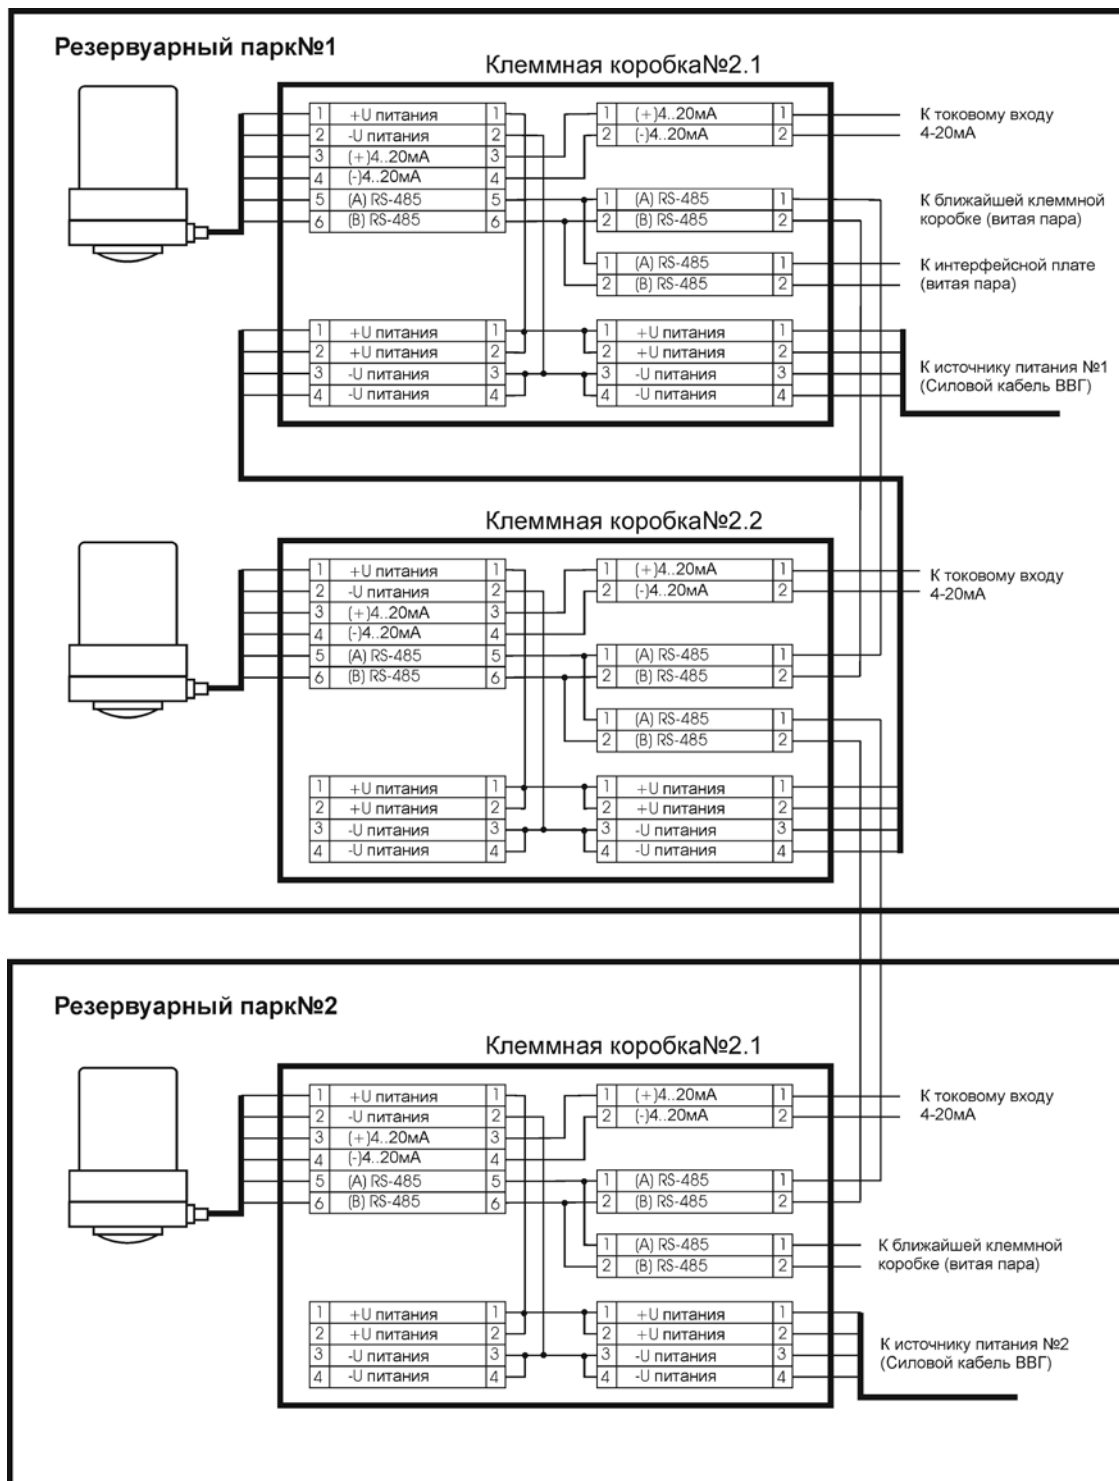 Резервуарный парк№1
Клеммная коробка№2.1
1 +U питания 1
2 -U питания 2
3 (+)4..20мА 3
4 (-)4..20мА 4
5 (A) RS-485 5
6 (B) RS-485 6
1 (+)4..20мА 1
2 (-)4..20мА 2
К токовому входу
4-20мА
1 (A) RS-485 1
2 (B) RS-485 2
К ближайшей клеммной
коробке (витая пара)
1 (A) RS-485 1
2 (B) RS-485 2
К интерфейсной плате
(витая пара)
1 +U питания 1
2 +U питания 2
3 -U питания 3
4 -U питания 4
1 +U питания 1
2 +U питания 2
3 -U питания 3
4 -U питания 4
К источнику питания №1
(Силовой кабель ВВГ)
Клеммная коробка№2.2
1 +U питания 1
2 -U питания 2
3 (+)4..20мА 3
4 (-)4..20мА 4
5 (A) RS-485 5
6 (B) RS-485 6
1 (+)4..20мА 1
2 (-)4..20мА 2
К токовому входу
4-20мА
1 (A) RS-485 1
2 (B) RS-485 2
1 (A) RS-485 1
2 (B) RS-485 2
1 +U питания 1
2 +U питания 2
3 -U питания 3
4 -U питания 4
1 +U питания 1
2 +U питания 2
3 -U питания 3
4 -U питания 4
Резервуарный парк№2
Клеммная коробка№2.1
1 +U питания 1
2 -U питания 2
3 (+)4..20мА 3
4 (-)4..20мА 4
5 (A) RS-485 5
6 (B) RS-485 6
1 (+)4..20мА 1
2 (-)4..20мА 2
К токовому входу
4-20мА
1 (A) RS-485 1
2 (B) RS-485 2
1 (A) RS-485 1
2 (B) RS-485 2
К ближайшей клеммной
коробке (витая пара)
1 +U питания 1
2 +U питания 2
3 -U питания 3
4 -U питания 4
1 +U питания 1
2 +U питания 2
3 -U питания 3
4 -U питания 4
К источнику питания №2
(Силовой кабель ВВГ)